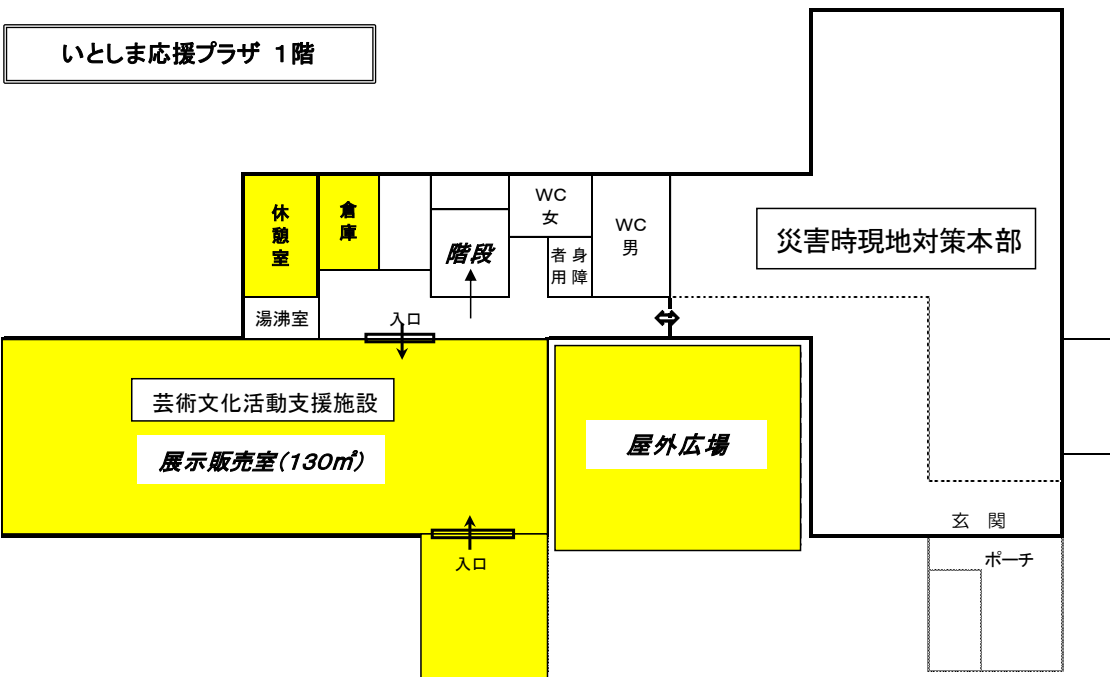 いとしま応援プラザ 1階
休憩室
倉庫
階段
WC
女
WC
男
身障
者用
災害時現地対策本部
湯沸室
入口
芸術文化活動支援施設
展示販売室(130㎡)
屋外広場
入口
玄 関
ポーチ